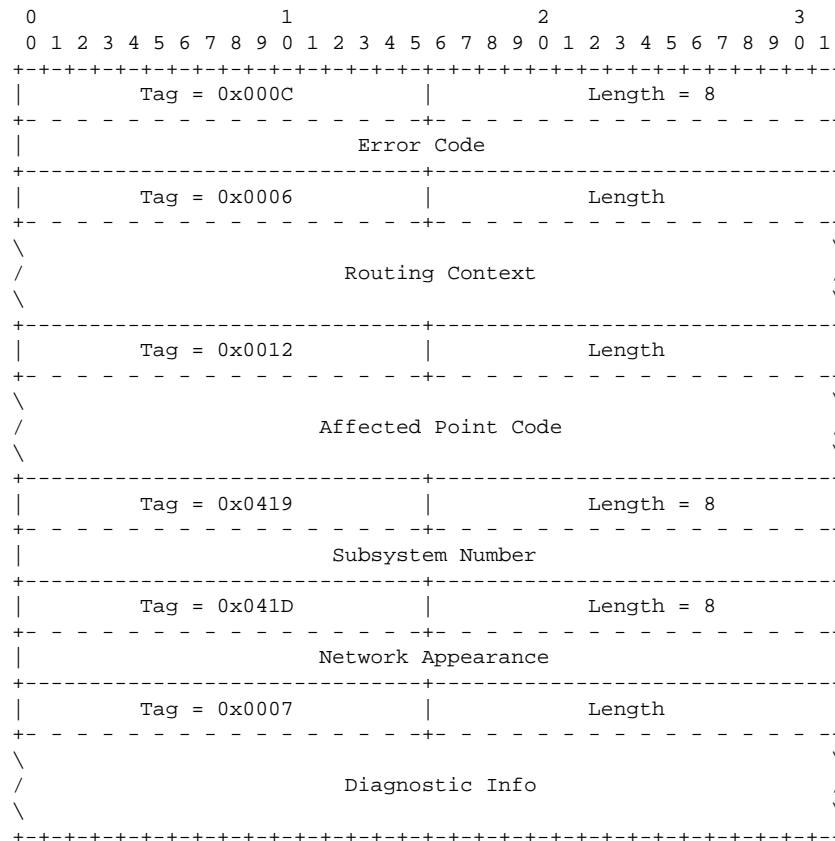 0                   1                   2                   3
0 1 2 3 4 5 6 7 8 9 0 1 2 3 4 5 6 7 8 9 0 1 2 3 4 5 6 7 8 9 0 1
+-+-+-+-+-+-+-+-+-+-+-+-+-+-+-+-+-+-+-+-+-+-+-+-+-+-+-+-+-+-+-+-
|         Tag = 0x000C          |            Length = 8
+- - - - - - - - - - - - - - - -+- - - - - - - - - - - - - - - --
|                          Error Code
+-------------------------------+--------------------------------
|         Tag = 0x0006          |            Length
+- - - - - - - - - - - - - - - -+- - - - - - - - - - - - - - - --
\                                                               \
/                         Routing Context                       /
\                                                               \
+-------------------------------+--------------------------------
|         Tag = 0x0012          |            Length
+- - - - - - - - - - - - - - - -+- - - - - - - - - - - - - - - --
\                                                               \
/                       Affected Point Code                     /
\                                                               \
+-------------------------------+--------------------------------
|         Tag = 0x0419          |            Length = 8
+- - - - - - - - - - - - - - - -+- - - - - - - - - - - - - - - --
|                        Subsystem Number
+-------------------------------+--------------------------------
|         Tag = 0x041D          |            Length = 8
+- - - - - - - - - - - - - - - -+- - - - - - - - - - - - - - - --
|                       Network Appearance
+-------------------------------+--------------------------------
|         Tag = 0x0007          |            Length
+- - - - - - - - - - - - - - - -+- - - - - - - - - - - - - - - --
\                                                               \
/                         Diagnostic Info                       /
\                                                               \
+-+-+-+-+-+-+-+-+-+-+-+-+-+-+-+-+-+-+-+-+-+-+-+-+-+-+-+-+-+-+-+-